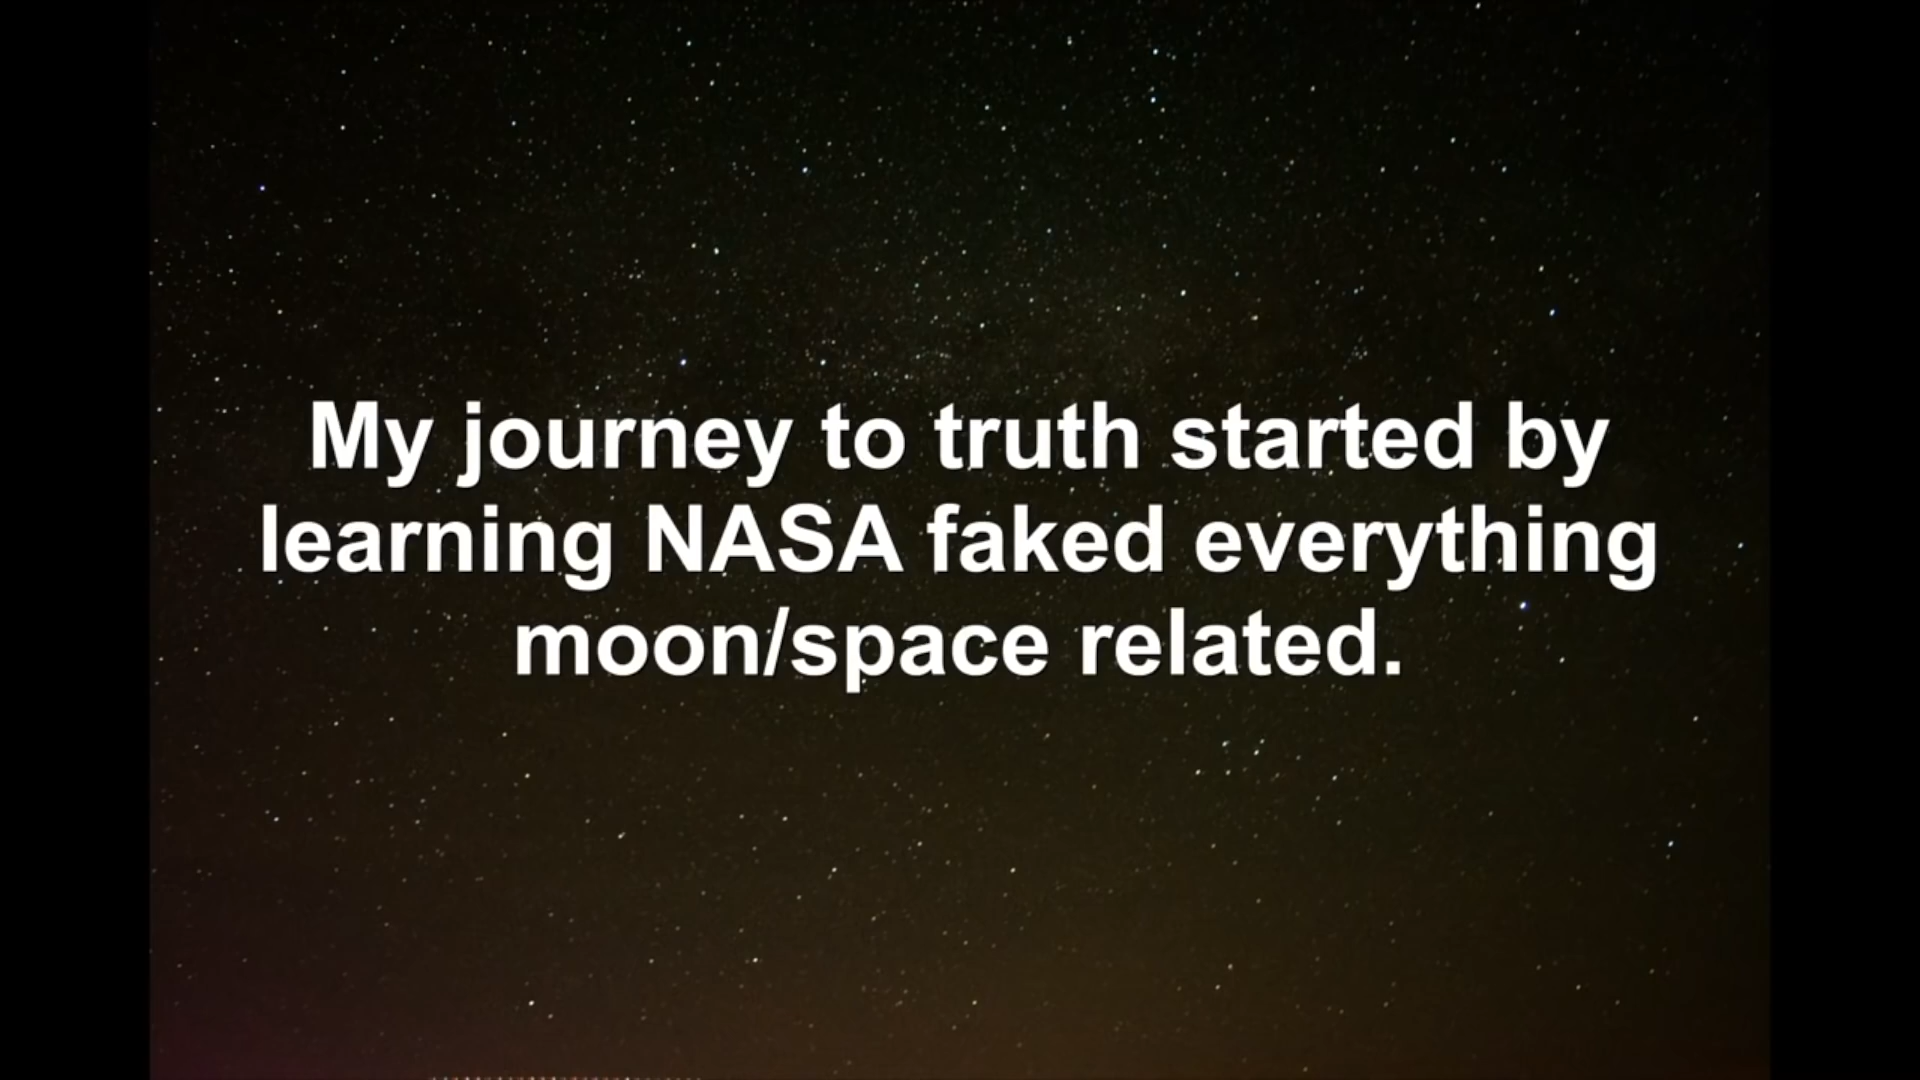 My journey to truth started by
learning NASA faked everything
moon/space related.